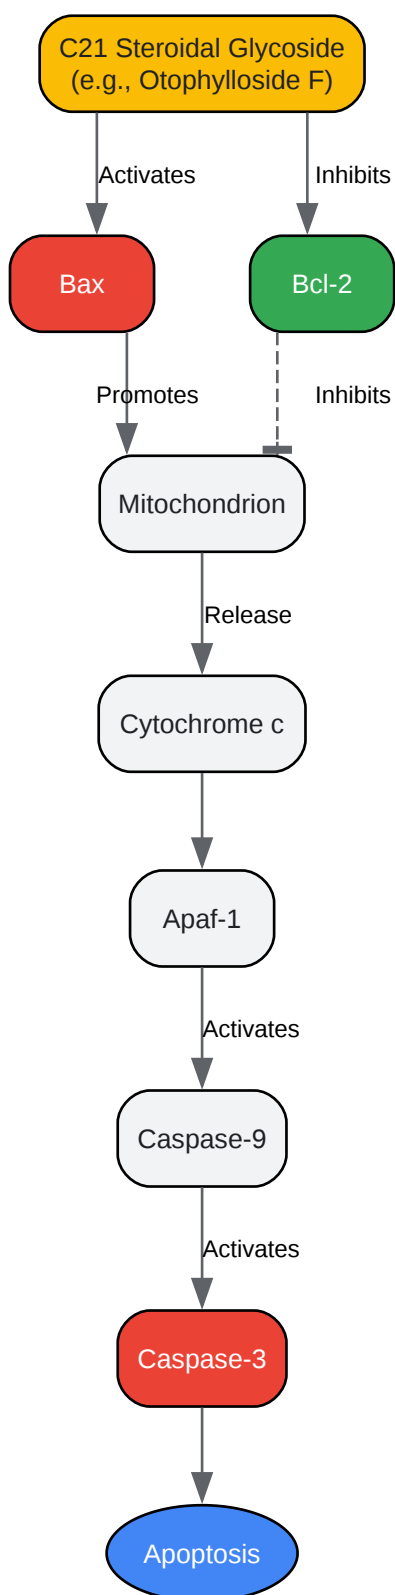 C21 Steroidal Glycoside
(e.g., Otophylloside F)
Activates
Inhibits
Bax
Bcl-2
Promotes
Inhibits
Mitochondrion
Release
Cytochrome c
Apaf-1
Activates
Caspase-9
Activates
Caspase-3
Apoptosis